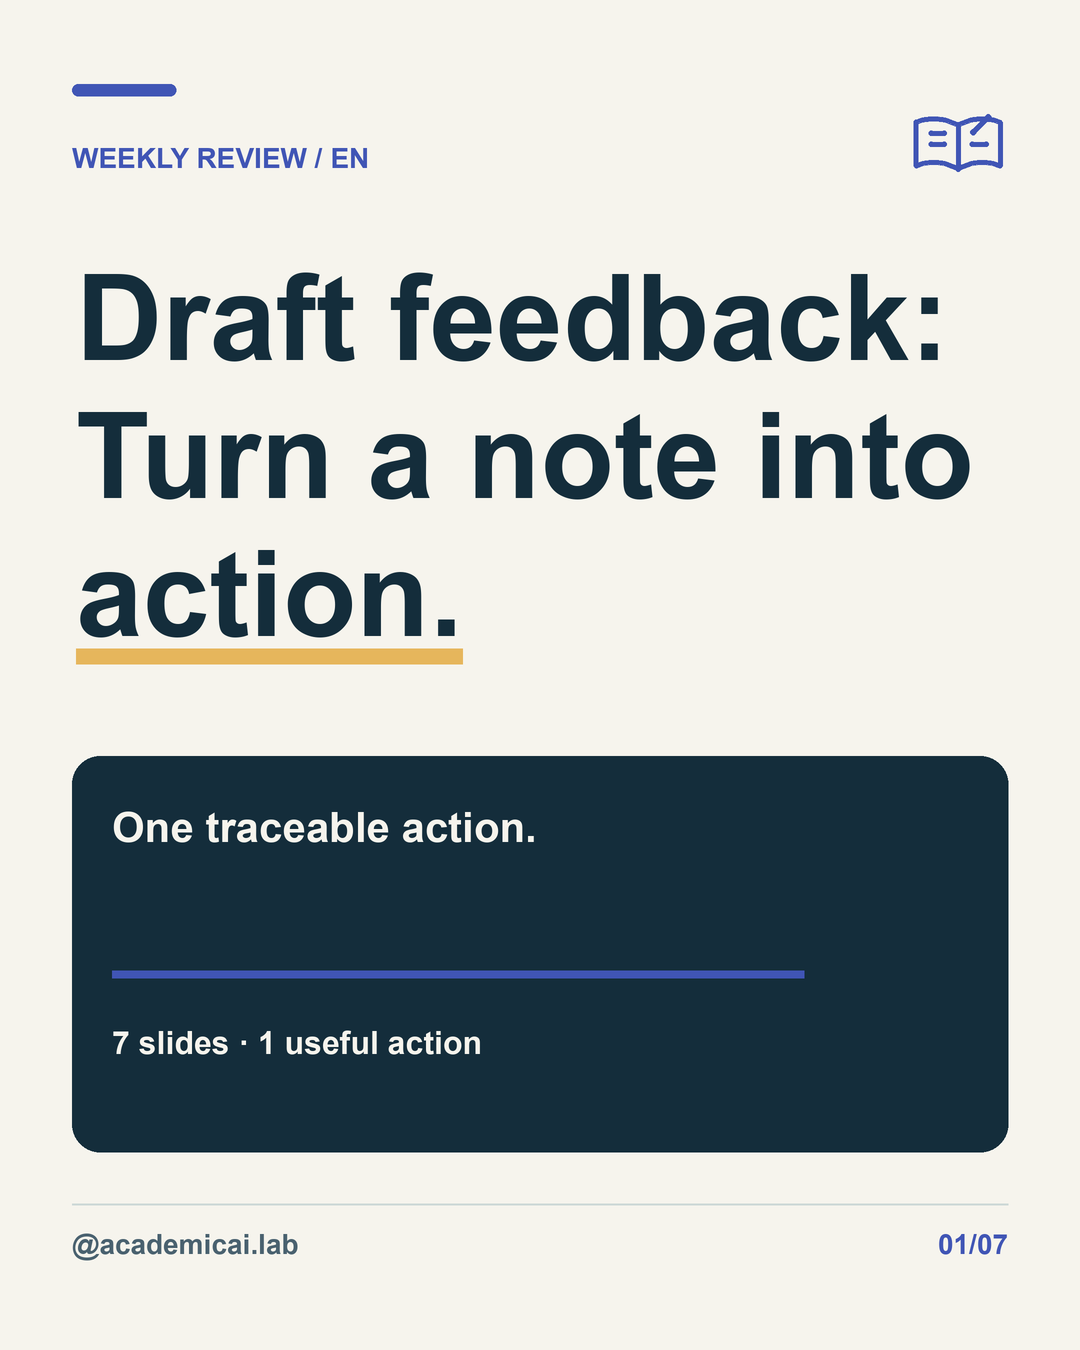 WEEKLY REVIEW / EN
Draft feedback:
Turn a note into
action.
One traceable action.
7 slides · 1 useful action
@academicai.lab
01/07